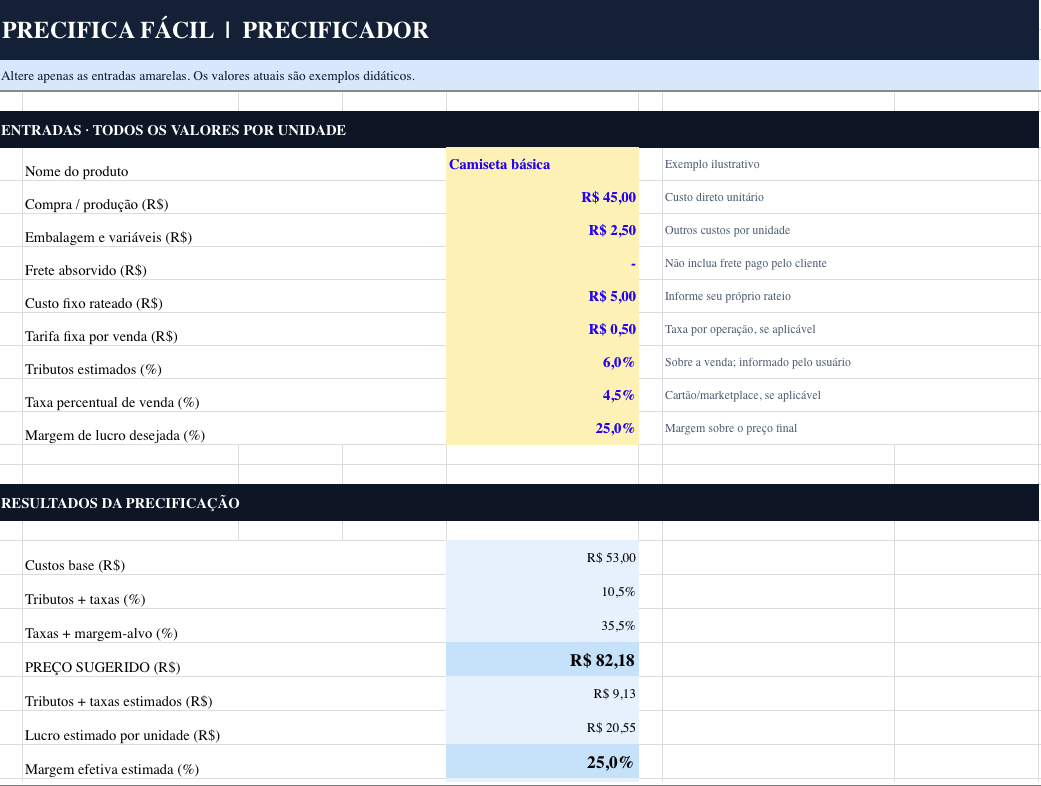 PRECIFICA FÁCIL | PRECIFICADOR
Altere apenas as entradas amarelas. Os valores atuais são exemplos didáticos.
ENTRADAS · TODOS OS VALORES POR UNIDADE
Nome do produto Camiseta básica Exemplo ilustrativo
Compra / produção (R$) R$ 45,00 Custo direto unitário
Embalagem e variáveis (R$) R$ 2,50 Outros custos por unidade
Frete absorvido (R$) - Não inclua frete pago pelo cliente
Custo fixo rateado (R$) R$ 5,00 Informe seu próprio rateio
Tarifa fixa por venda (R$) R$ 0,50 Taxa por operação, se aplicável
Tributos estimados (%) 6,0% Sobre a venda; informado pelo usuário
Taxa percentual de venda (%) 4,5% Cartão/marketplace, se aplicável
Margem de lucro desejada (%) 25,0% Margem sobre o preço final
RESULTADOS DA PRECIFICAÇÃO
Custos base (R$) R$ 53,00
Tributos + taxas (%) 10,5%
Taxas + margem-alvo (%) 35,5%
PREÇO SUGERIDO (R$) R$ 82,18
Tributos + taxas estimados (R$) R$ 9,13
Lucro estimado por unidade (R$) R$ 20,55
Margem efetiva estimada (%) 25,0%